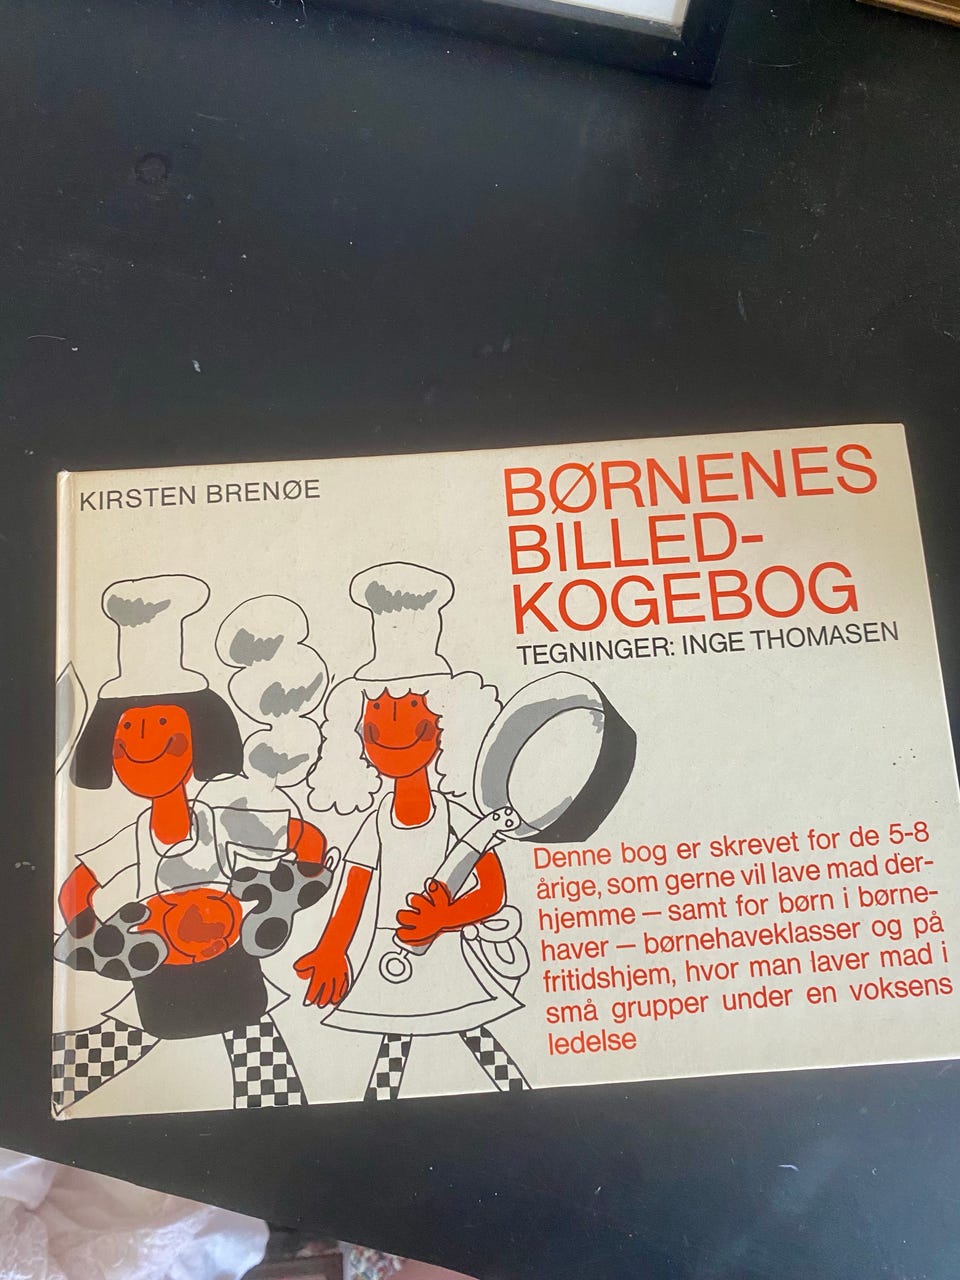 KIRSTEN BRENØE
BØRNENES
BILLED-
KOGEBOG
TEGNINGER: INGE THOMASEN
Denne bog er skrevet for de 5-8
årige, som gerne vil lave mad der-
hjemme — samt for børn i børne-
haver — børnehaveklasser og på
fritidshjem, hvor man laver mad i
små grupper under en voksens
ledelse